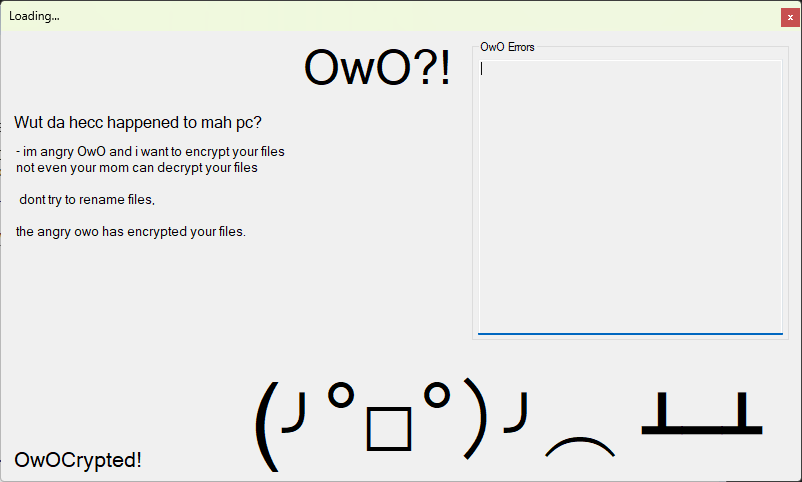 Loading...
x
OwO?!
OwO Errors
Wut da hecc happened to mah pc?
- im angry OwO and i want to encrypt your files
not even your mom can decrypt your files
dont try to rename files,
the angry owo has encrypted your files.
(╯°□°)╯︵ ┻━┻
OwOCrypted!